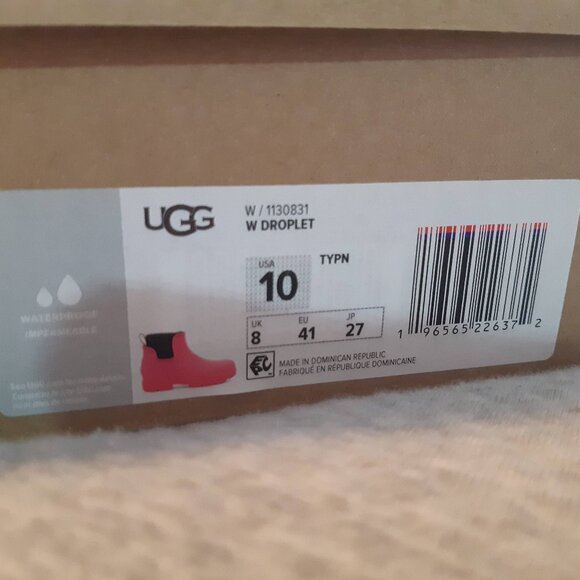 UGG
W / 1130831
W DROPLET
TYPN
USA
10
UK EU JP
8 41 27
MADE IN DOMINICAN REPUBLIC
FABRIQUÉ EN RÉPUBLIQUE DOMINICAINE
1 96565 22637 2
WATERPROOF
IMPERMÉABLE